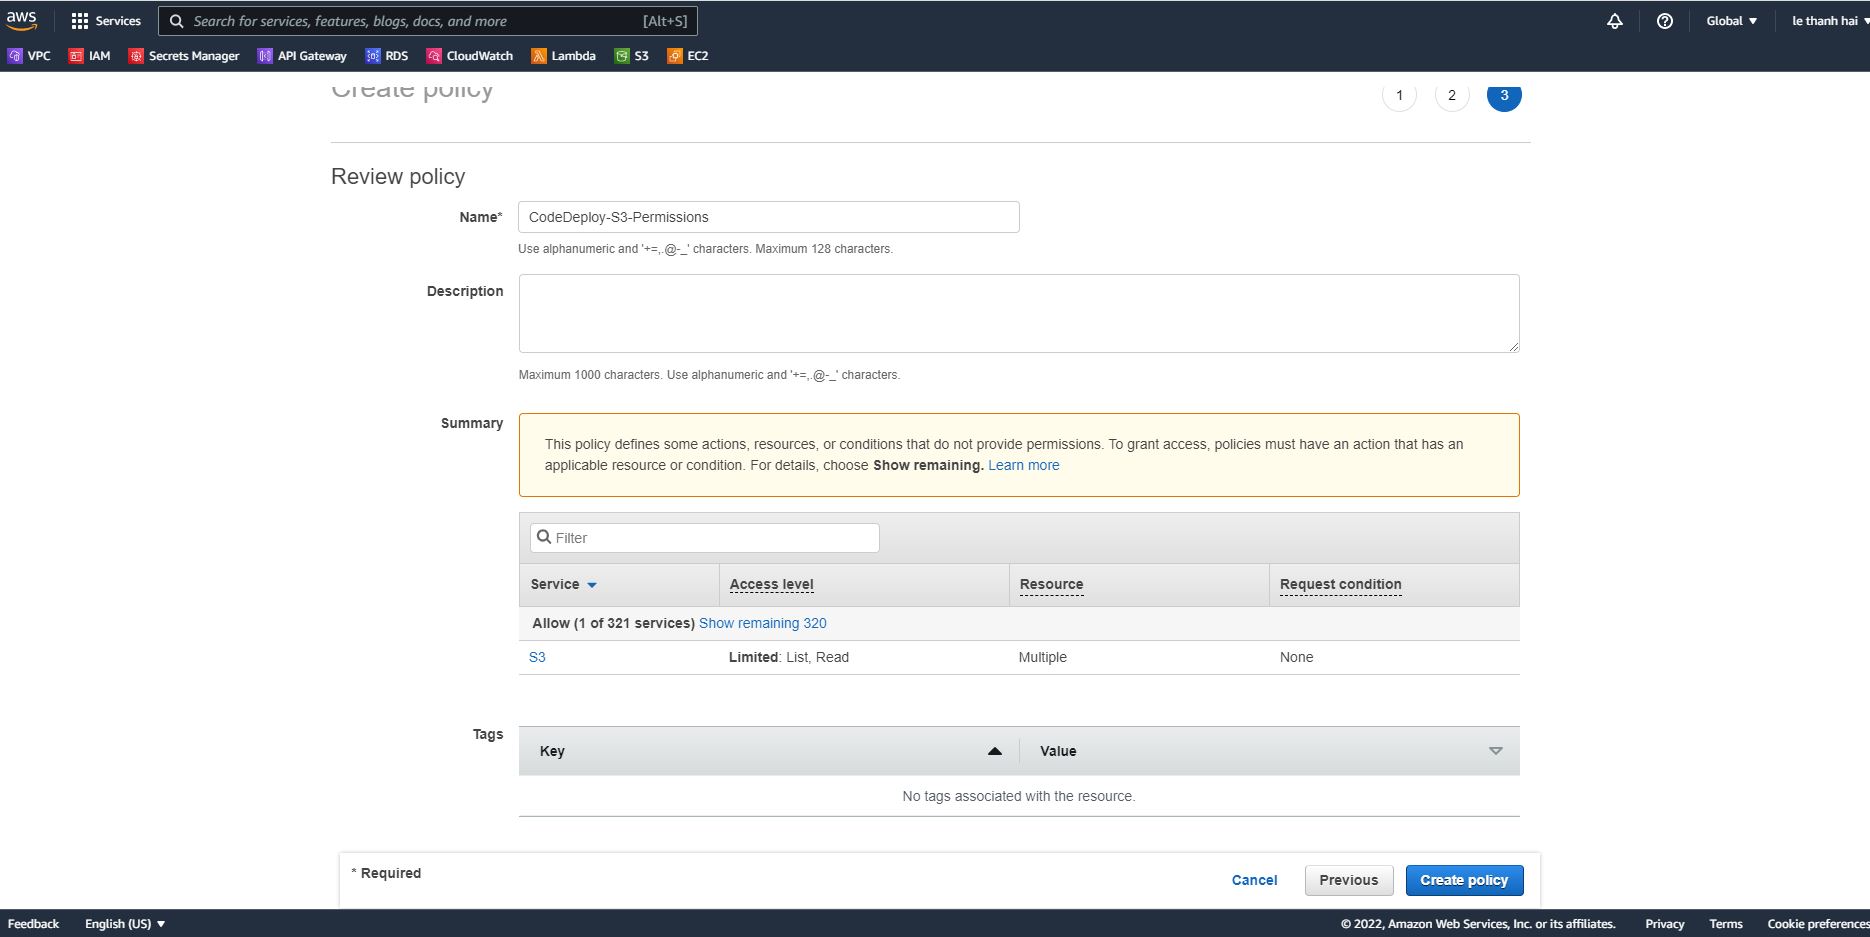 aws Services Search for services, features, blogs, docs, and more [Alt+S] Global le thanh hai
VPC IAM Secrets Manager API Gateway RDS CloudWatch Lambda S3 EC2
Create policy 1 2 3
Review policy
Name* CodeDeploy-S3-Permissions
Use alphanumeric and '+=,.@-_' characters. Maximum 128 characters.
Description
Maximum 1000 characters. Use alphanumeric and '+=,.@-_' characters.
Summary
This policy defines some actions, resources, or conditions that do not provide permissions. To grant access, policies must have an action that has an
applicable resource or condition. For details, choose Show remaining. Learn more
Filter
Service Access level Resource Request condition
Allow (1 of 321 services) Show remaining 320
S3 Limited: List, Read Multiple None
Tags
Key Value
No tags associated with the resource.
* Required Cancel Previous Create policy
Feedback English (US) © 2022, Amazon Web Services, Inc. or its affiliates. Privacy Terms Cookie preferences